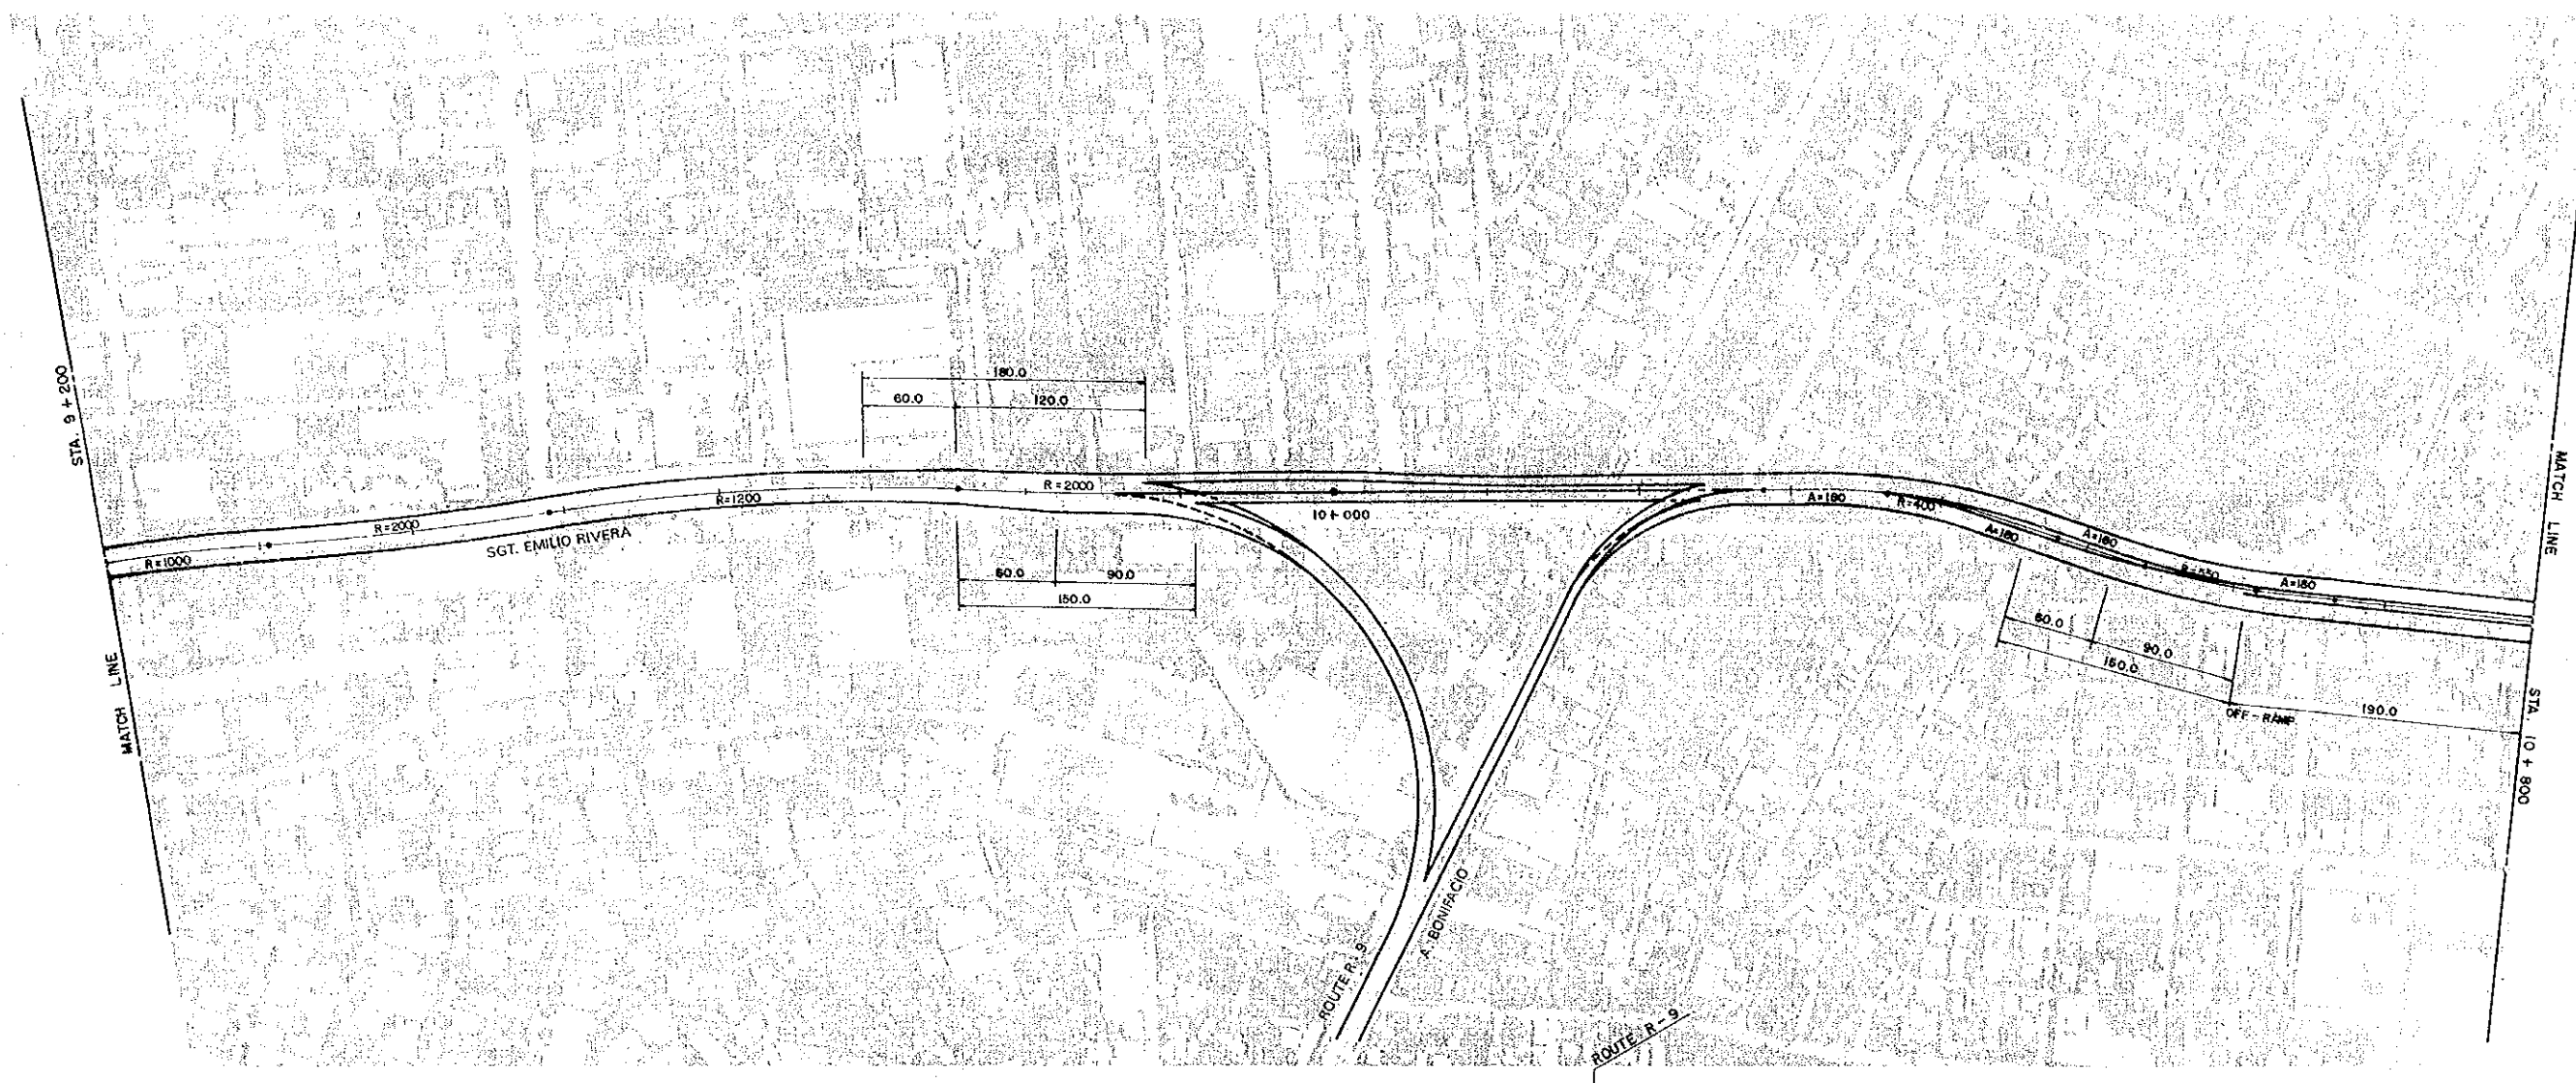 STA. 9 + 200
MATCH LINE
R=1000
R=2000
SGT. EMILIO RIVERA
R=1200
180.0
60.0
120.0
R=2000
60.0
90.0
150.0
10+000
A=180
R=400
A=180
A=180
R=550
A=180
60.0
90.0
150.0
OFF - RAMP
190.0
MATCH LINE
STA 10 + 800
ROUTE R - 9
A. BONIFACIO
ROUTE R - 9